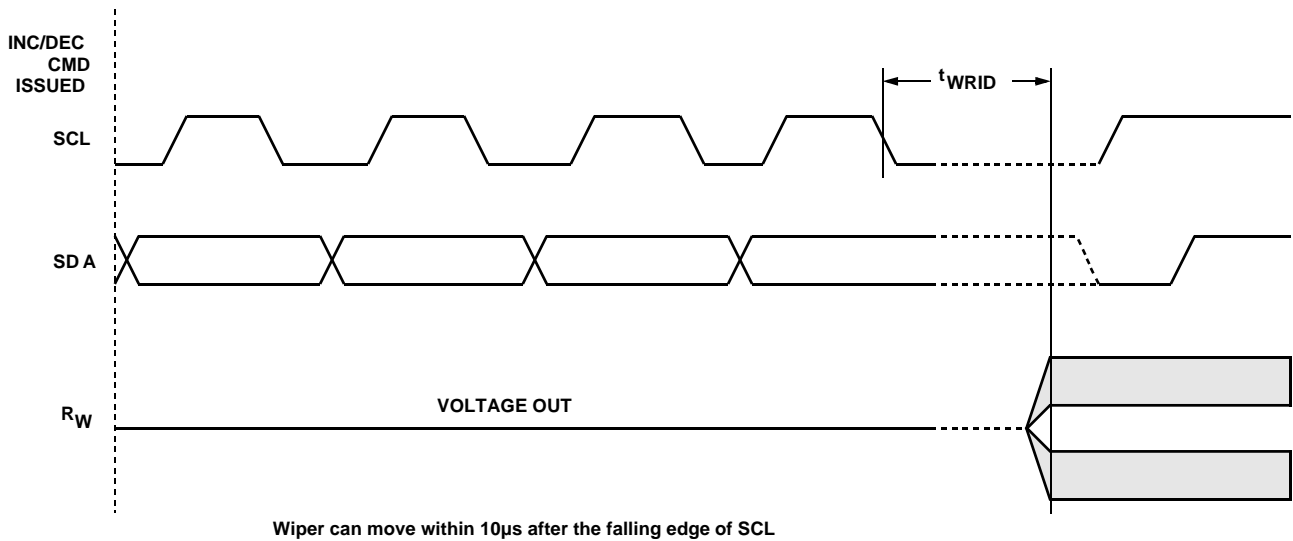 INC/DEC
CMD
ISSUED
tWRID
SCL
SD A
VOLTAGE OUT
RW
Wiper can move within 10µs after the falling edge of SCL